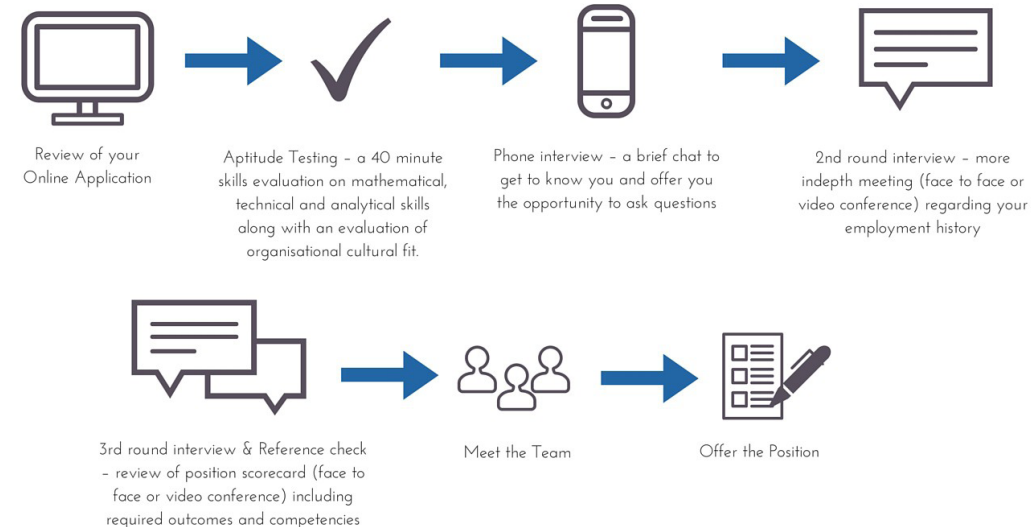 Review of your
Online Application
Aptitude Testing – a 40 minute
skills evaluation on mathematical,
technical and analytical skills
along with an evaluation of
organisational cultural fit.
Phone interview – a brief chat to
get to know you and offer you
the opportunity to ask questions
2nd round interview – more
indepth meeting (face to face or
video conference) regarding your
employment history
3rd round interview & Reference check
– review of position scorecard (face to
face or video conference) including
required outcomes and competencies
Meet the Team
Offer the Position